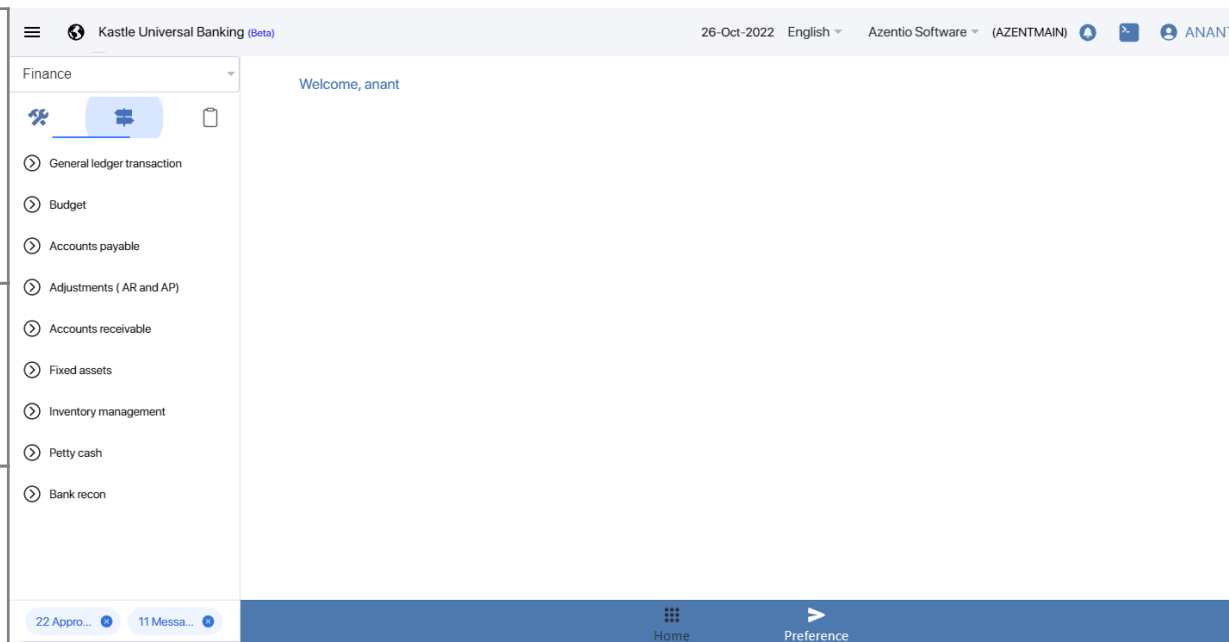 Kastle Universal Banking (Beta) 26-Oct-2022 English Azentio Software (AZENTMAIN) ANANT
Finance
Welcome, anant
General ledger transaction
Budget
Accounts payable
Adjustments ( AR and AP)
Accounts receivable
Fixed assets
Inventory management
Petty cash
Bank recon
22 Appro... 11 Messa...
Home Preference